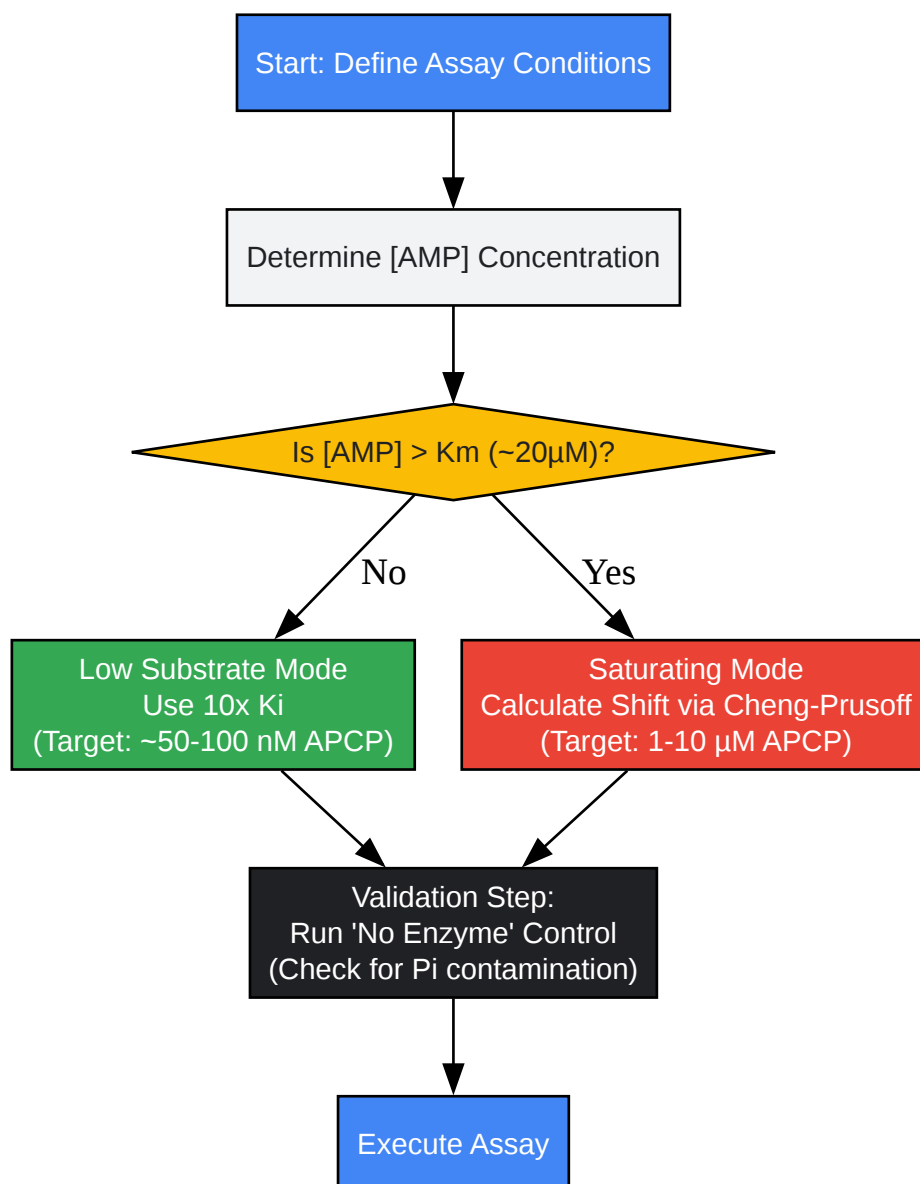 Start: Define Assay Conditions
Determine [AMP] Concentration
Is [AMP] > Km (~20µM)?
No
Yes
Low Substrate Mode
Use 10x Ki
(Target: ~50-100 nM APCP)
Saturating Mode
Calculate Shift via Cheng-Prusoff
(Target: 1-10 µM APCP)
Validation Step:
Run 'No Enzyme' Control
(Check for Pi contamination)
Execute Assay